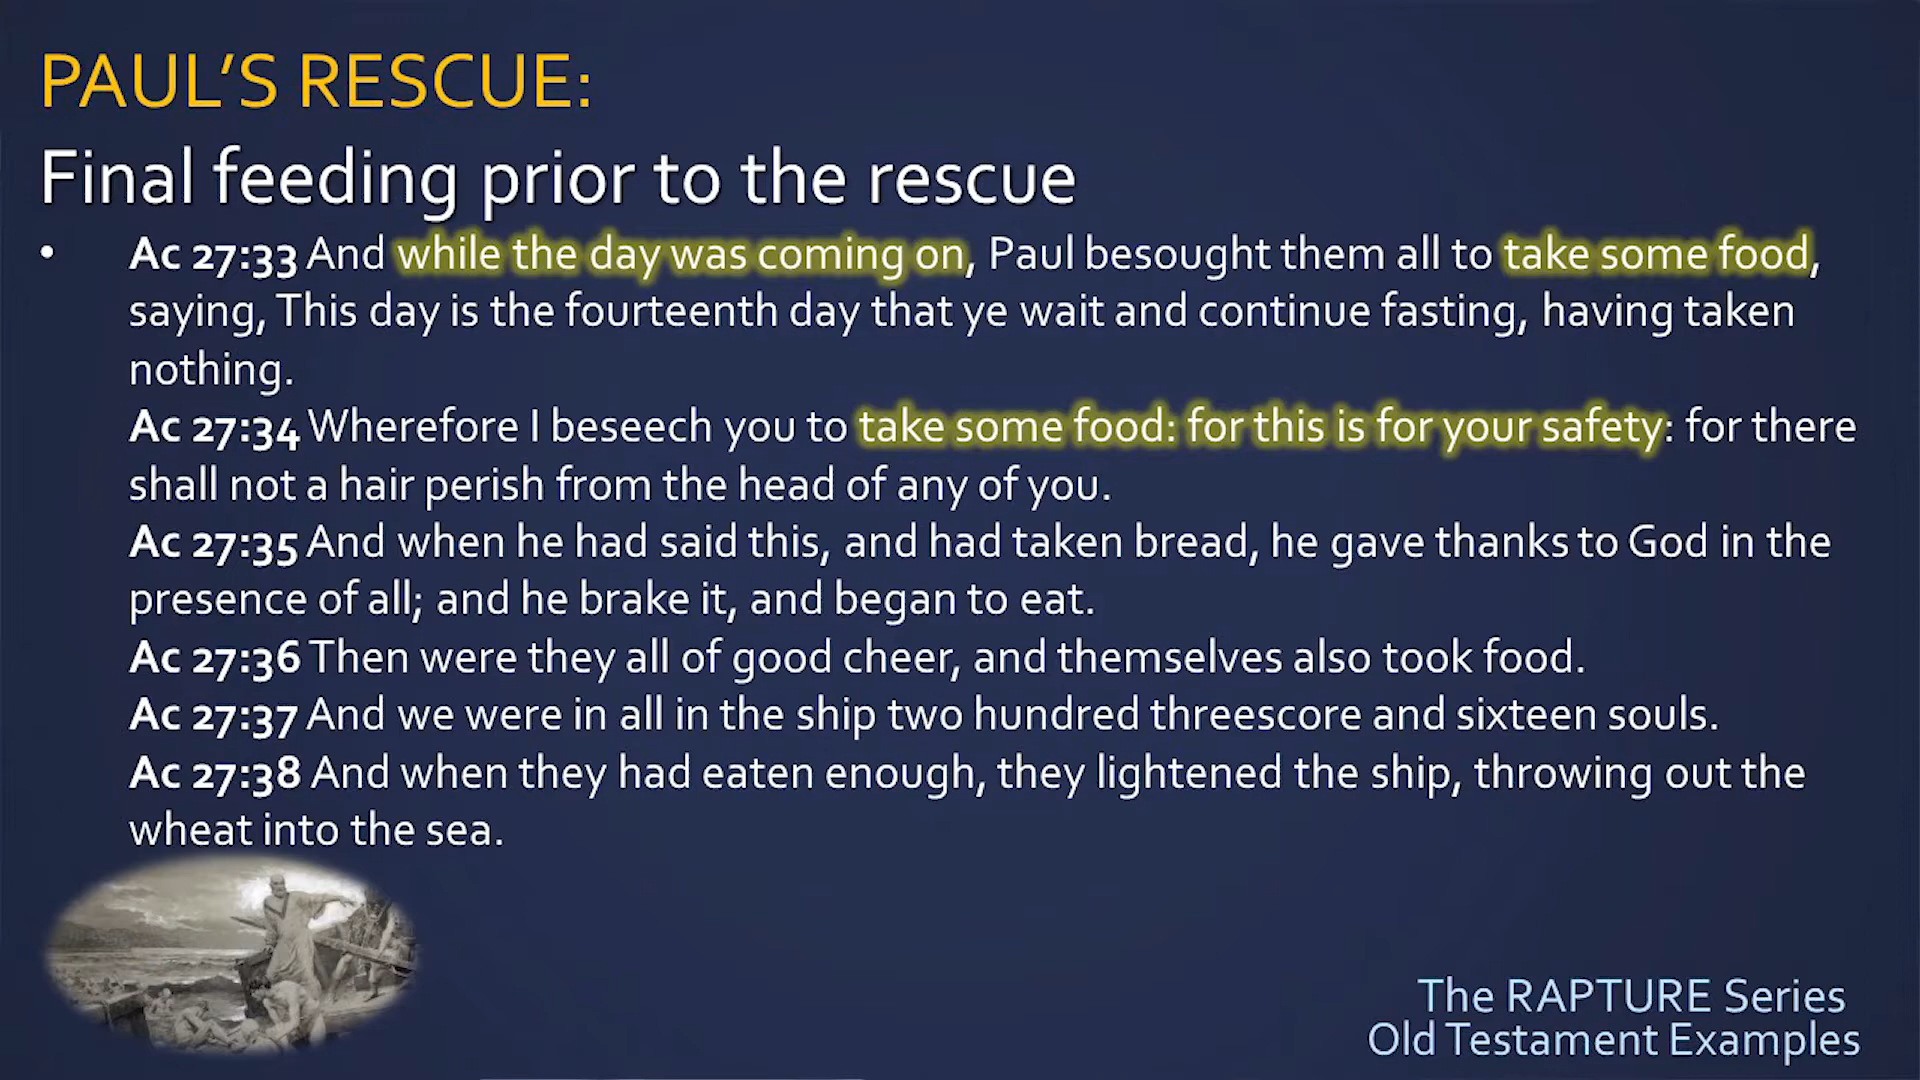 PAUL’S RESCUE:
Final feeding prior to the rescue
• Ac 27:33 And while the day was coming on, Paul besought them all to take some food,
saying, This day is the fourteenth day that ye wait and continue fasting, having taken
nothing.
Ac 27:34 Wherefore I beseech you to take some food: for this is for your safety: for there
shall not a hair perish from the head of any of you.
Ac 27:35 And when he had said this, and had taken bread, he gave thanks to God in the
presence of all; and he brake it, and began to eat.
Ac 27:36 Then were they all of good cheer, and themselves also took food.
Ac 27:37 And we were in all in the ship two hundred threescore and sixteen souls.
Ac 27:38 And when they had eaten enough, they lightened the ship, throwing out the
wheat into the sea.
The RAPTURE Series
Old Testament Examples